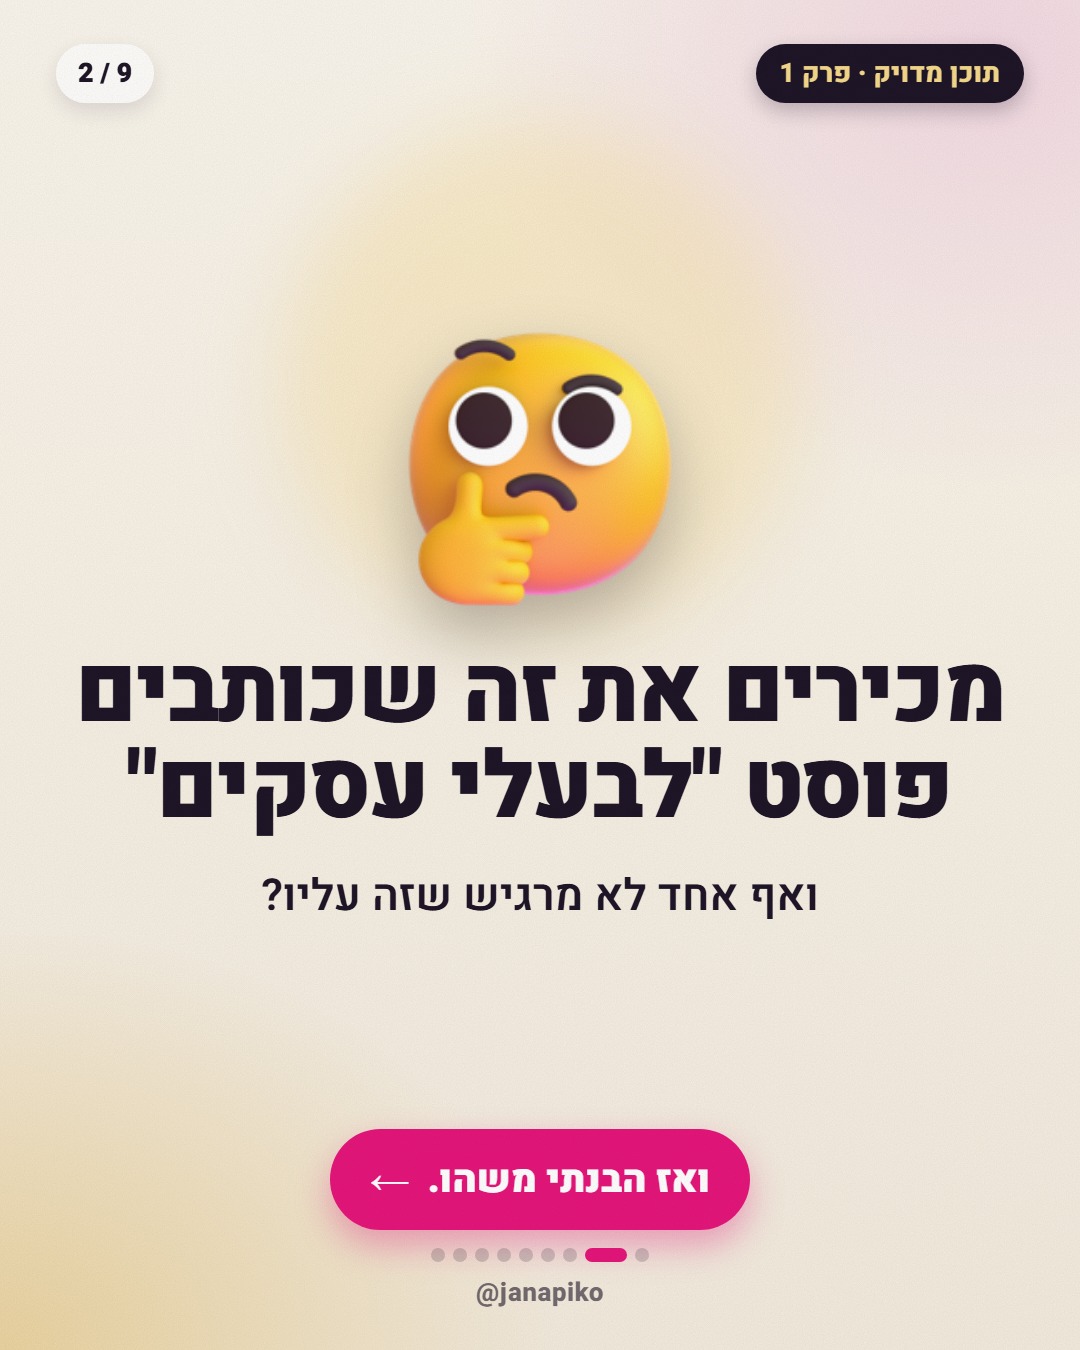 תוכן מדויק · פרק 1
2 / 9
מכירים את זה שכותבים
פוסט "לבעלי עסקים"
ואף אחד לא מרגיש שזה עליו?
ואז הבנתי משהו. ←
@janapiko